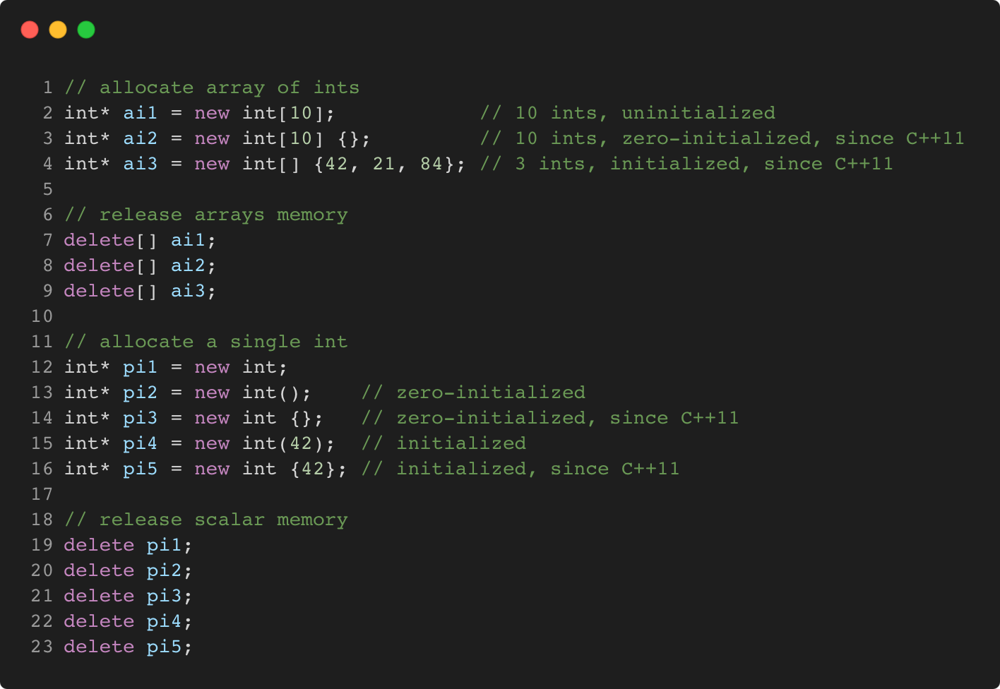 1 // allocate array of ints
2 int* ai1 = new int[10];            // 10 ints, uninitialized
3 int* ai2 = new int[10] {};         // 10 ints, zero-initialized, since C++11
4 int* ai3 = new int[] {42, 21, 84}; // 3 ints, initialized, since C++11
5
6 // release arrays memory
7 delete[] ai1;
8 delete[] ai2;
9 delete[] ai3;
10
11 // allocate a single int
12 int* pi1 = new int;
13 int* pi2 = new int();    // zero-initialized
14 int* pi3 = new int {};   // zero-initialized, since C++11
15 int* pi4 = new int(42);  // initialized
16 int* pi5 = new int {42}; // initialized, since C++11
17
18 // release scalar memory
19 delete pi1;
20 delete pi2;
21 delete pi3;
22 delete pi4;
23 delete pi5;